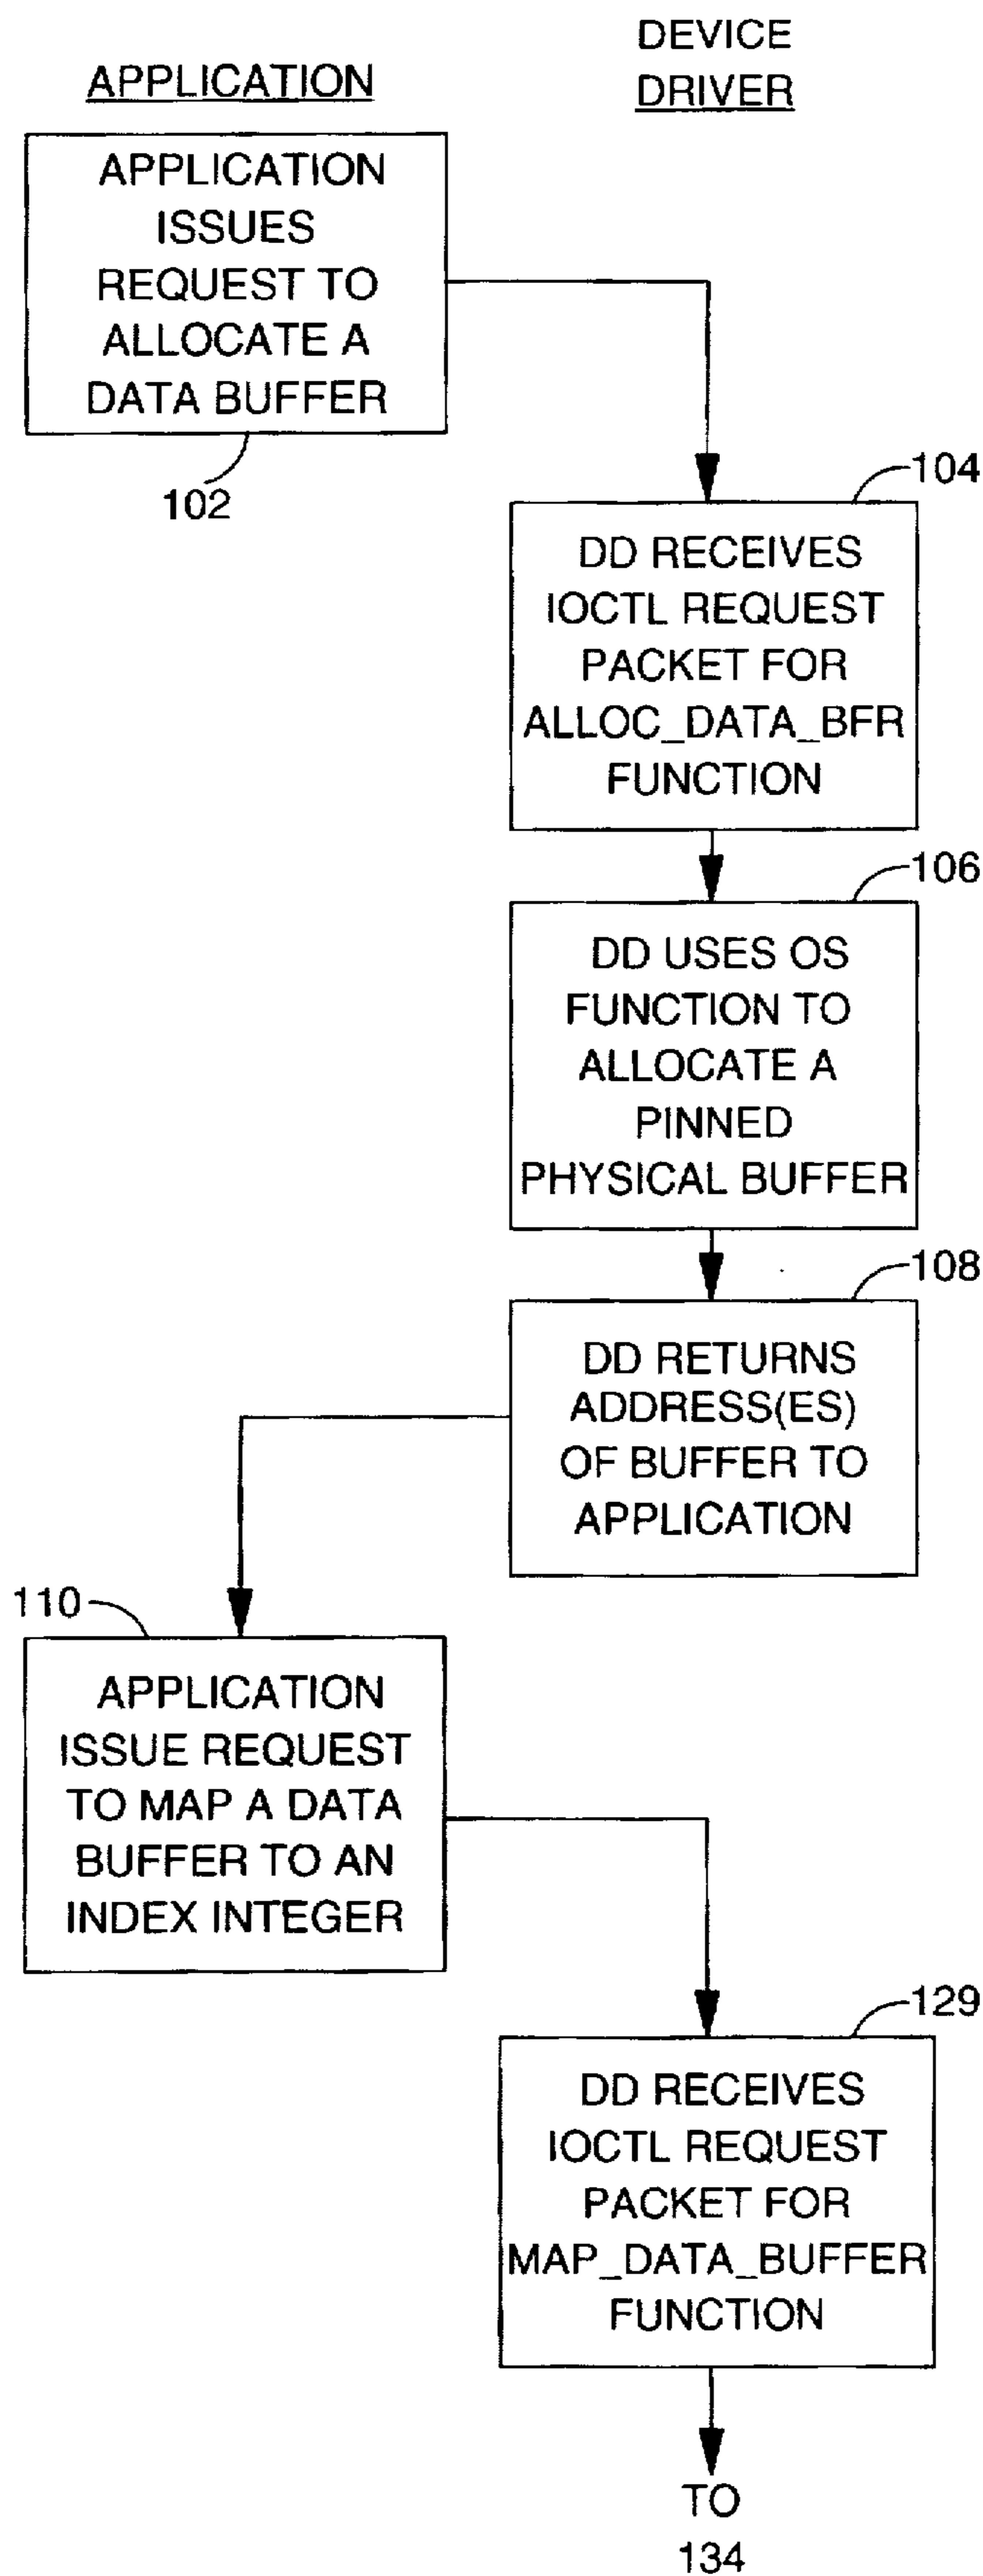 APPLICATION
DEVICE
DRIVER
APPLICATION
ISSUES
REQUEST TO
ALLOCATE A
DATA BUFFER
102
104
DD RECEIVES
IOCTL REQUEST
PACKET FOR
ALLOC_DATA_BFR
FUNCTION
106
DD USES OS
FUNCTION TO
ALLOCATE A
PINNED
PHYSICAL BUFFER
108
DD RETURNS
ADDRESS(ES)
OF BUFFER TO
APPLICATION
110
APPLICATION
ISSUE REQUEST
TO MAP A DATA
BUFFER TO AN
INDEX INTEGER
129
DD RECEIVES
IOCTL REQUEST
PACKET FOR
MAP_DATA_BUFFER
FUNCTION
TO
134